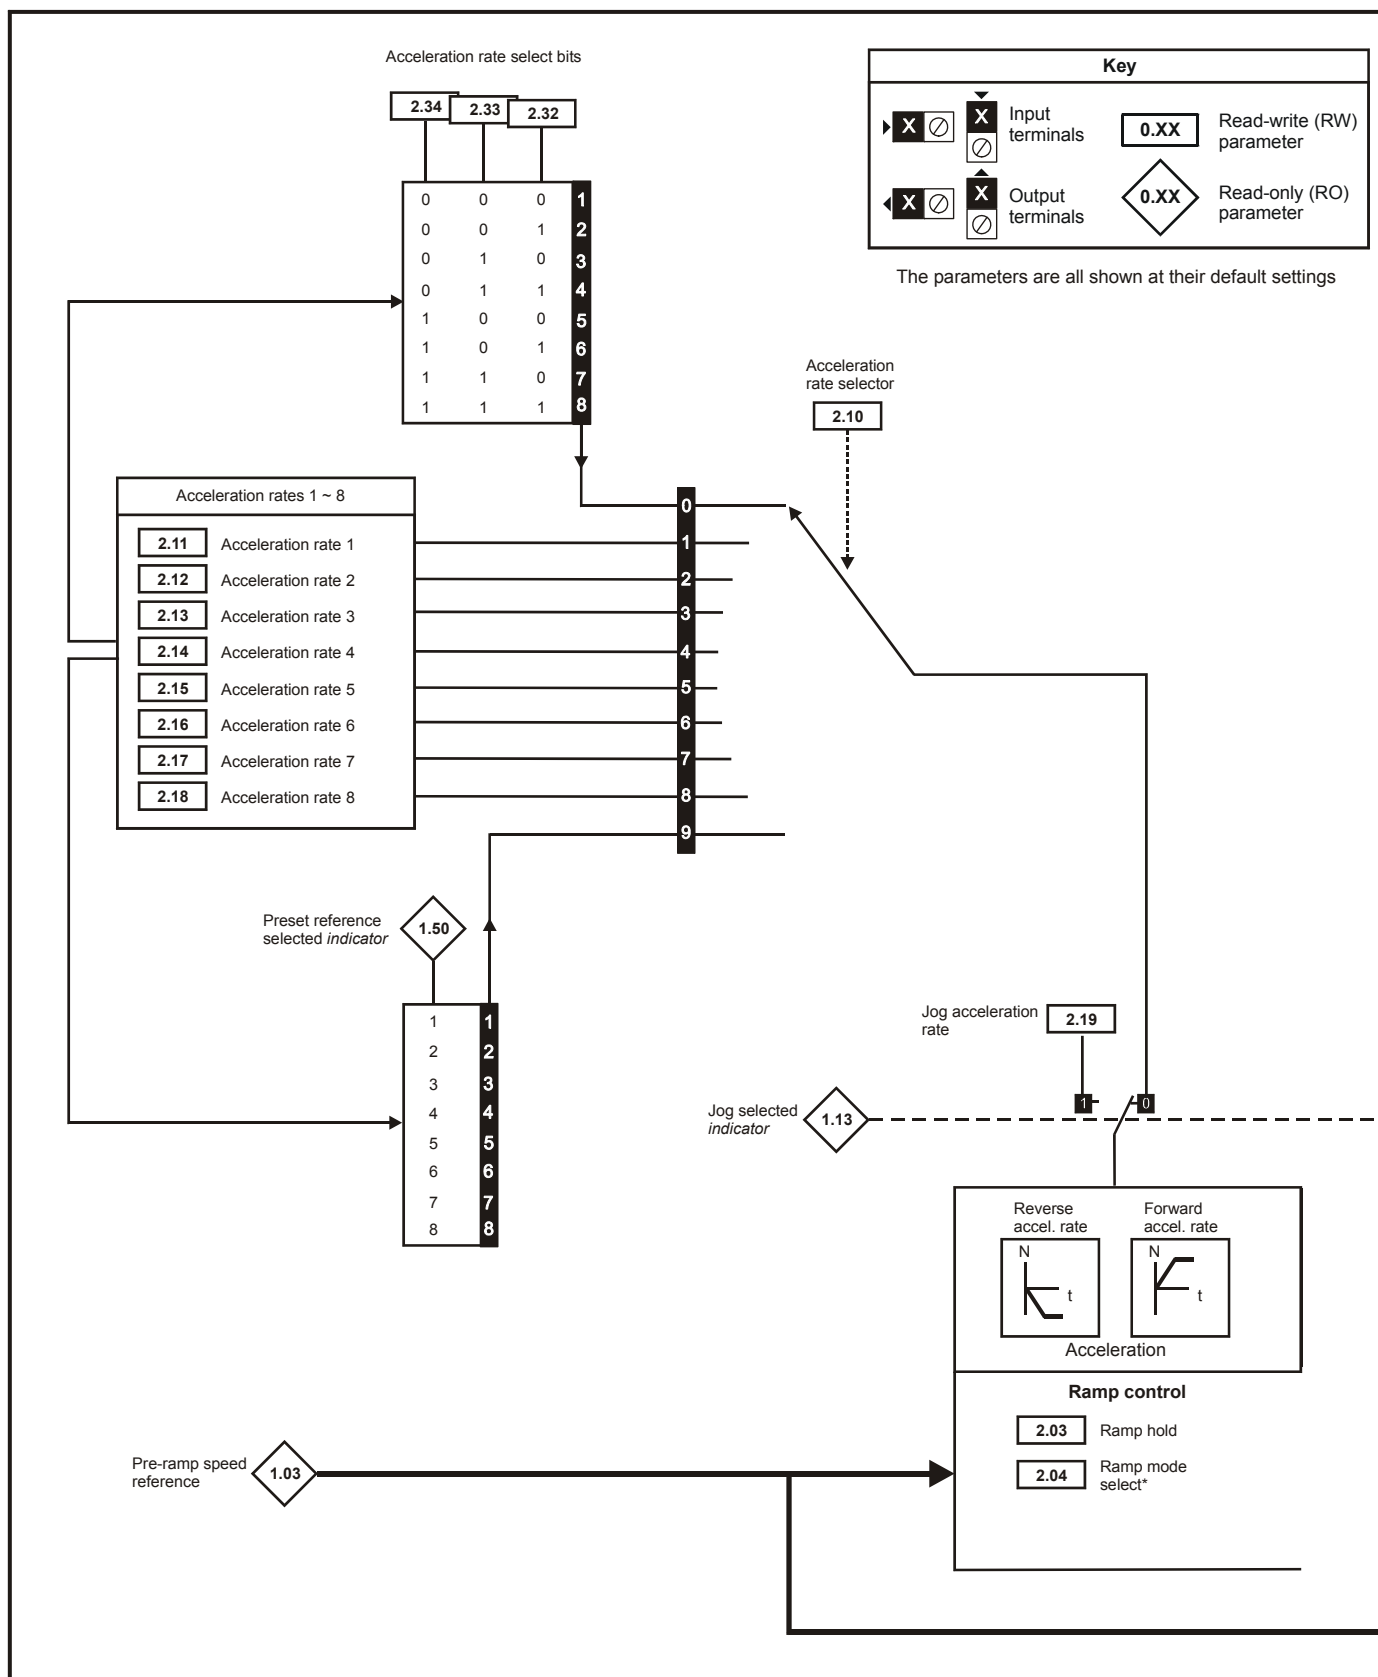 Acceleration rate select bits
2.34 2.33 2.32
0 0 0 1
0 0 1 2
0 1 0 3
0 1 1 4
1 0 0 5
1 0 1 6
1 1 0 7
1 1 1 8
Key
X
X
Input
terminals
0.XX
Read-write (RW)
parameter
X
X
Output
terminals
0.XX
Read-only (RO)
parameter
The parameters are all shown at their default settings
Acceleration
rate selector
2.10
Acceleration rates 1 ~ 8
2.11 Acceleration rate 1
2.12 Acceleration rate 2
2.13 Acceleration rate 3
2.14 Acceleration rate 4
2.15 Acceleration rate 5
2.16 Acceleration rate 6
2.17 Acceleration rate 7
2.18 Acceleration rate 8
0
1
2
3
4
5
6
7
8
9
Preset reference
selected indicator
1.50
1 1
2 2
3 3
4 4
5 5
6 6
7 7
8 8
Jog acceleration
rate
2.19
1 0
Jog selected
indicator
1.13
Reverse
accel. rate
N
t
Forward
accel. rate
N
t
Acceleration
Ramp control
2.03 Ramp hold
2.04 Ramp mode
select*
Pre-ramp speed
reference
1.03